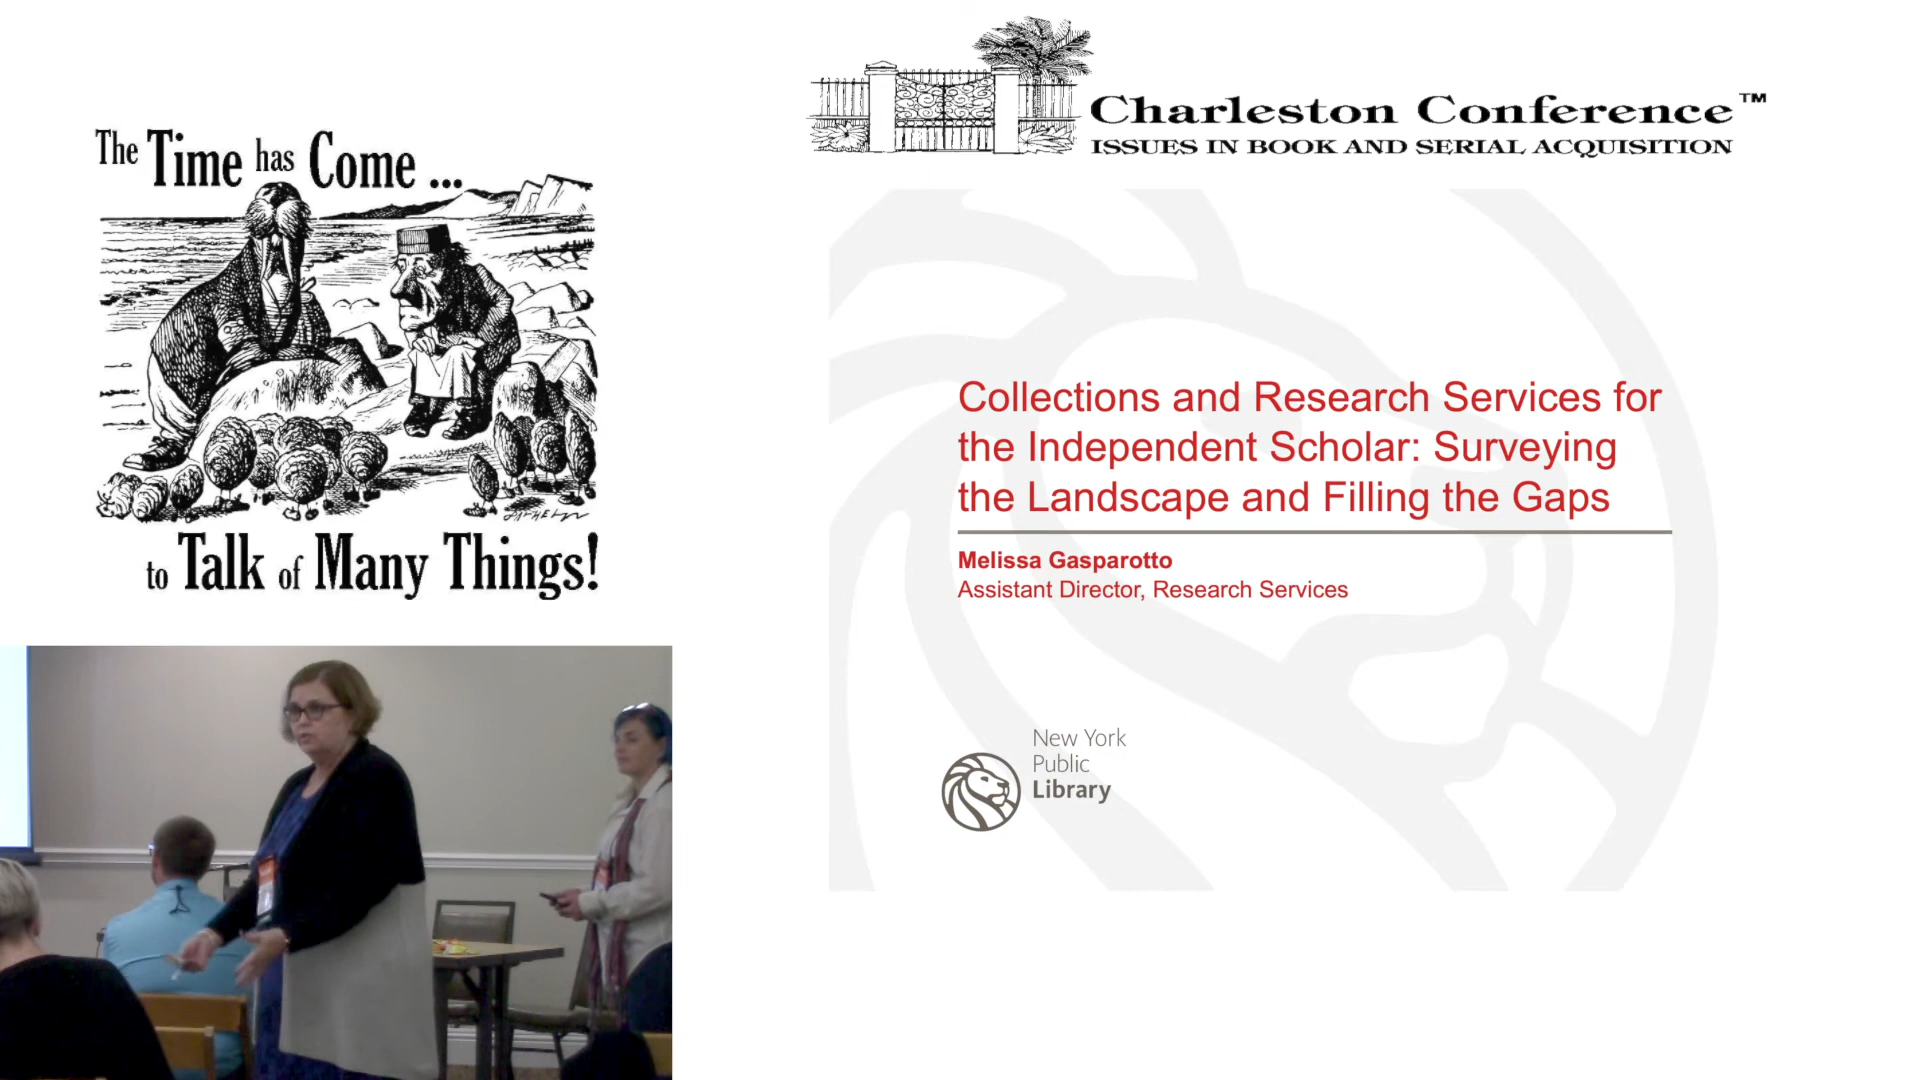 The Time has Come ...
to Talk of Many Things!
Charleston Conference™
ISSUES IN BOOK AND SERIAL ACQUISITION
Collections and Research Services for
the Independent Scholar: Surveying
the Landscape and Filling the Gaps
Melissa Gasparotto
Assistant Director, Research Services
New York
Public
Library